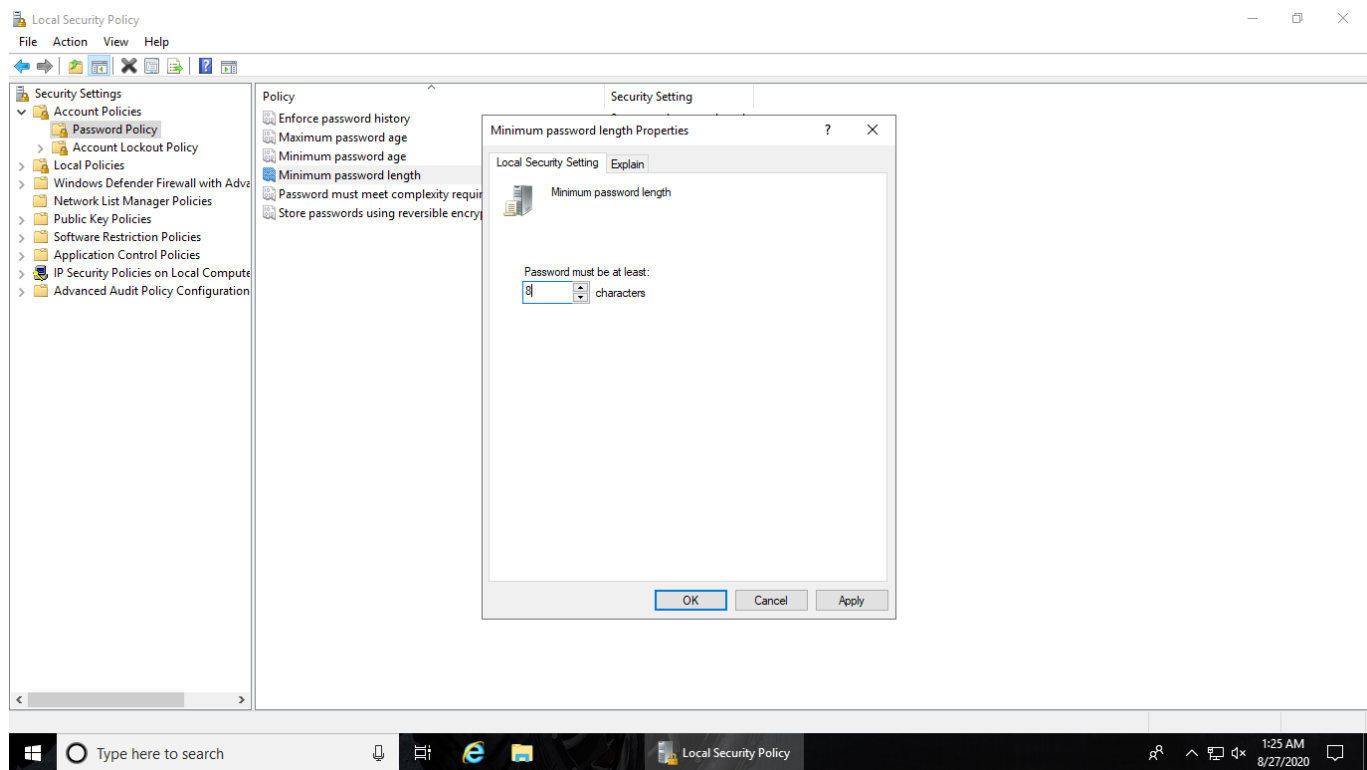 Local Security Policy
File Action View Help
Security Settings
Account Policies
Password Policy
Account Lockout Policy
Local Policies
Windows Defender Firewall with Adva
Network List Manager Policies
Public Key Policies
Software Restriction Policies
Application Control Policies
IP Security Policies on Local Compute
Advanced Audit Policy Configuration
Policy Security Setting
Enforce password history
Maximum password age
Minimum password age
Minimum password length
Password must meet complexity requir
Store passwords using reversible encryp
Minimum password length Properties ?
Local Security Setting Explain
Minimum password length
Password must be at least:
8 characters
OK Cancel Apply
Type here to search
Local Security Policy
1:25 AM
8/27/2020